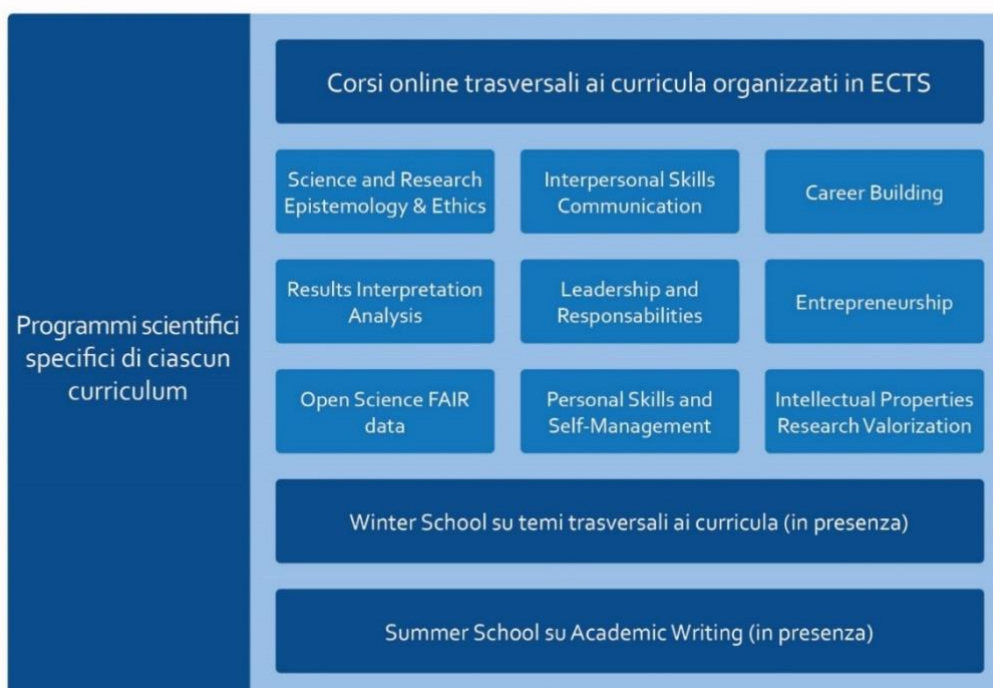 Programmi scientifici
specifici di ciascun
curriculum
Corsi online trasversali ai curricula organizzati in ECTS
Science and Research
Epistemology & Ethics
Interpersonal Skills
Communication
Career Building
Results Interpretation
Analysis
Leadership and
Responsabilities
Entrepreneurship
Open Science FAIR
data
Personal Skills and
Self-Management
Intellectual Properties
Research Valorization
Winter School su temi trasversali ai curricula (in presenza)
Summer School su Academic Writing (in presenza)